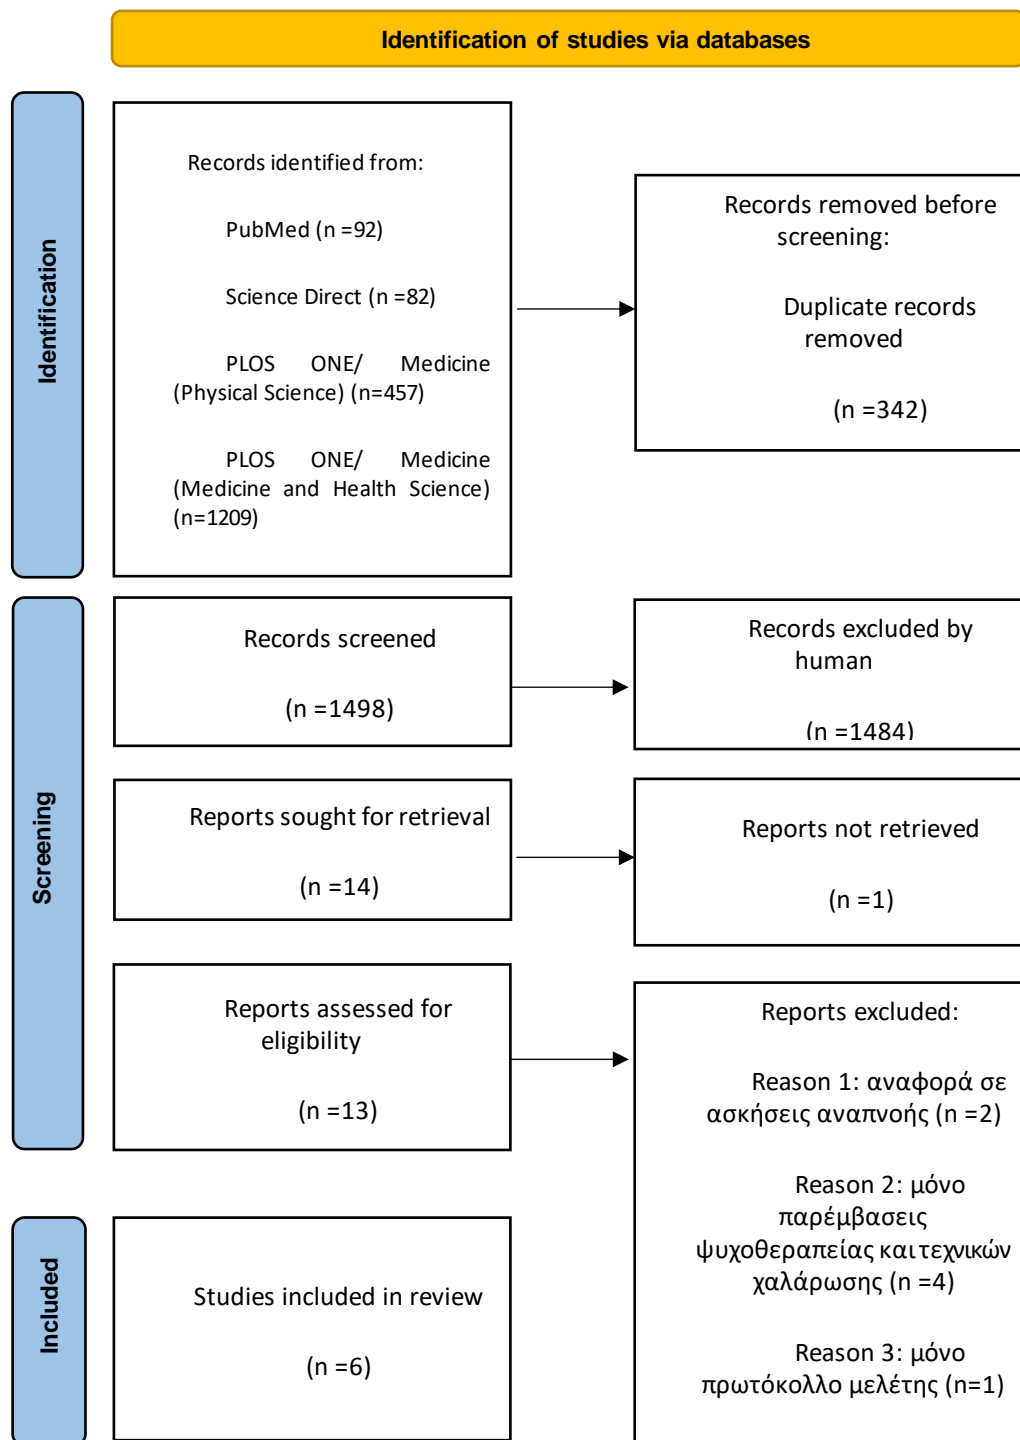 Identification of studies via databases
Identification
Records identified from:
PubMed (n =92)
Science Direct (n =82)
PLOS ONE/ Medicine
(Physical Science) (n=457)
PLOS ONE/ Medicine
(Medicine and Health Science)
(n=1209)
Records removed before
screening:
Duplicate records
removed
(n =342)
Screening
Records screened
(n =1498)
Records excluded by
human
(n =1484)
Reports sought for retrieval
(n =14)
Reports not retrieved
(n =1)
Reports assessed for
eligibility
(n =13)
Reports excluded:
Reason 1: αναφορά σε
ασκήσεις αναπνοής (n =2)
Reason 2: μόνο
παρέμβασεις
ψυχοθεραπείας και τεχνικών
χαλάρωσης (n =4)
Reason 3: μόνο
πρωτόκολλο μελέτης (n=1)
Included
Studies included in review
(n =6)